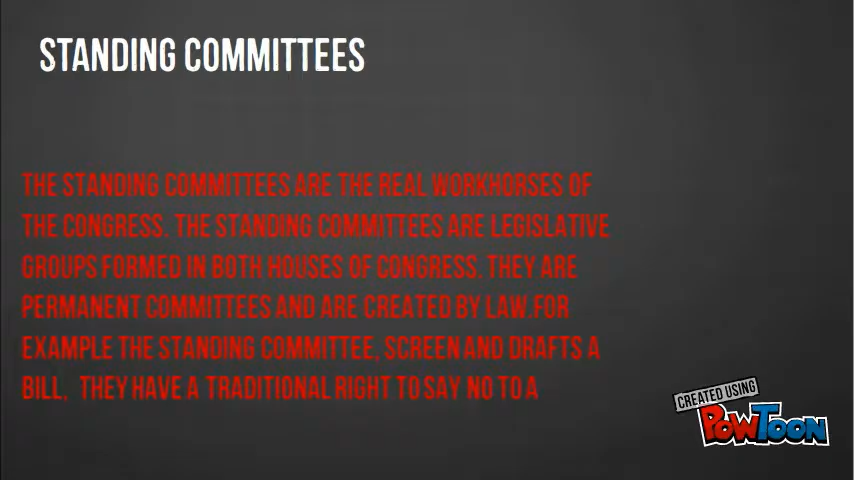 STANDING COMMITTEES
THE STANDING COMMITTEES ARE THE REAL WORKHORSES OF
THE CONGRESS. THE STANDING COMMITTEES ARE LEGISLATIVE
GROUPS FORMED IN BOTH HOUSES OF CONGRESS. THEY ARE
PERMANENT COMMITTEES AND ARE CREATED BY LAW.FOR
EXAMPLE THE STANDING COMMITTEE, SCREEN AND DRAFTS A
BILL,  THEY HAVE A TRADITIONAL RIGHT TO SAY NO TO A
CREATED USING
POWTOON